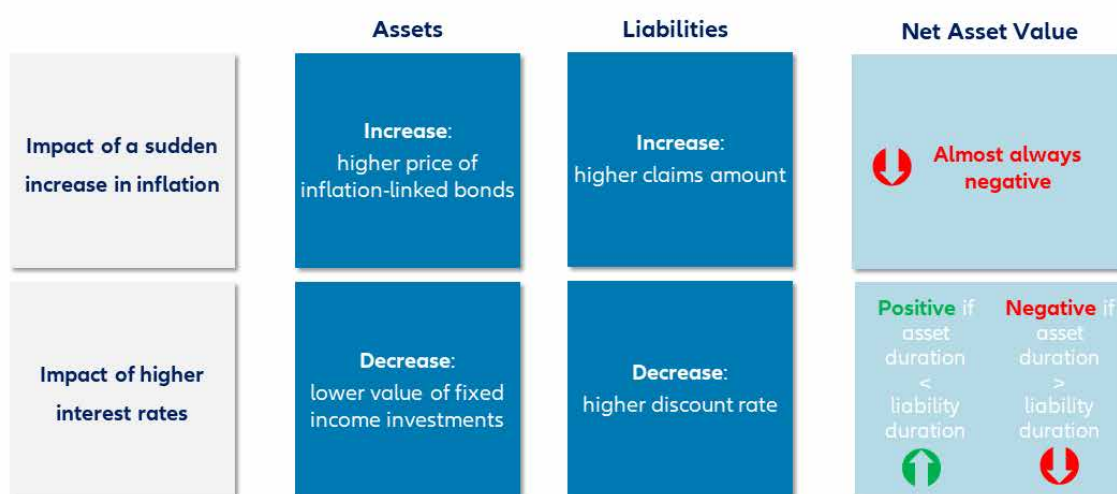 Assets
Liabilities
Net Asset Value
Impact of a sudden
increase in inflation
Increase:
higher price of
inflation-linked bonds
Increase:
higher claims amount
Almost always
negative
Impact of higher
interest rates
Decrease:
lower value of fixed
income investments
Decrease:
higher discount rate
Positive if
asset
duration
<
liability
duration
Negative if
asset
duration
>
liability
duration